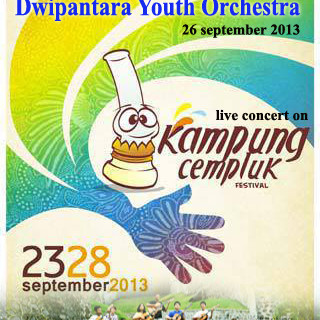 Dwipantara Youth Orchestra
26 september 2013
live concert on
Kampung
cempluk
FESTIVAL
2328
september2013